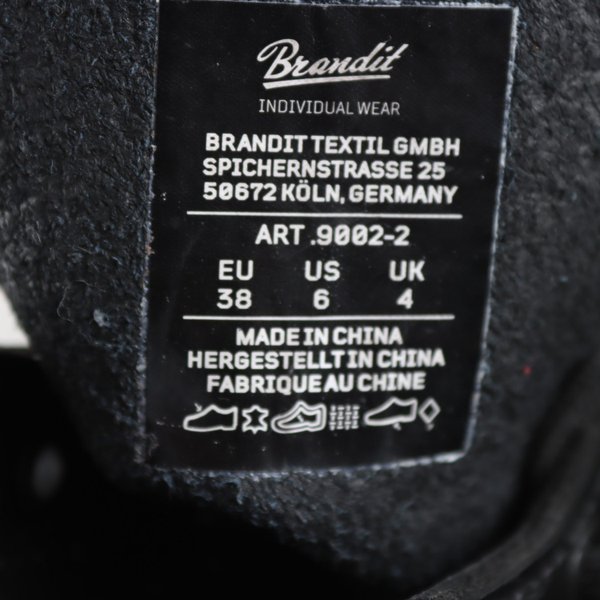 Brandit
INDIVIDUAL WEAR
BRANDIT TEXTIL GMBH
SPICHERNSTRASSE 25
50672 KÖLN, GERMANY
ART .9002-2
EU US UK
38 6 4
MADE IN CHINA
HERGESTELLT IN CHINA
FABRIQUE AU CHINE